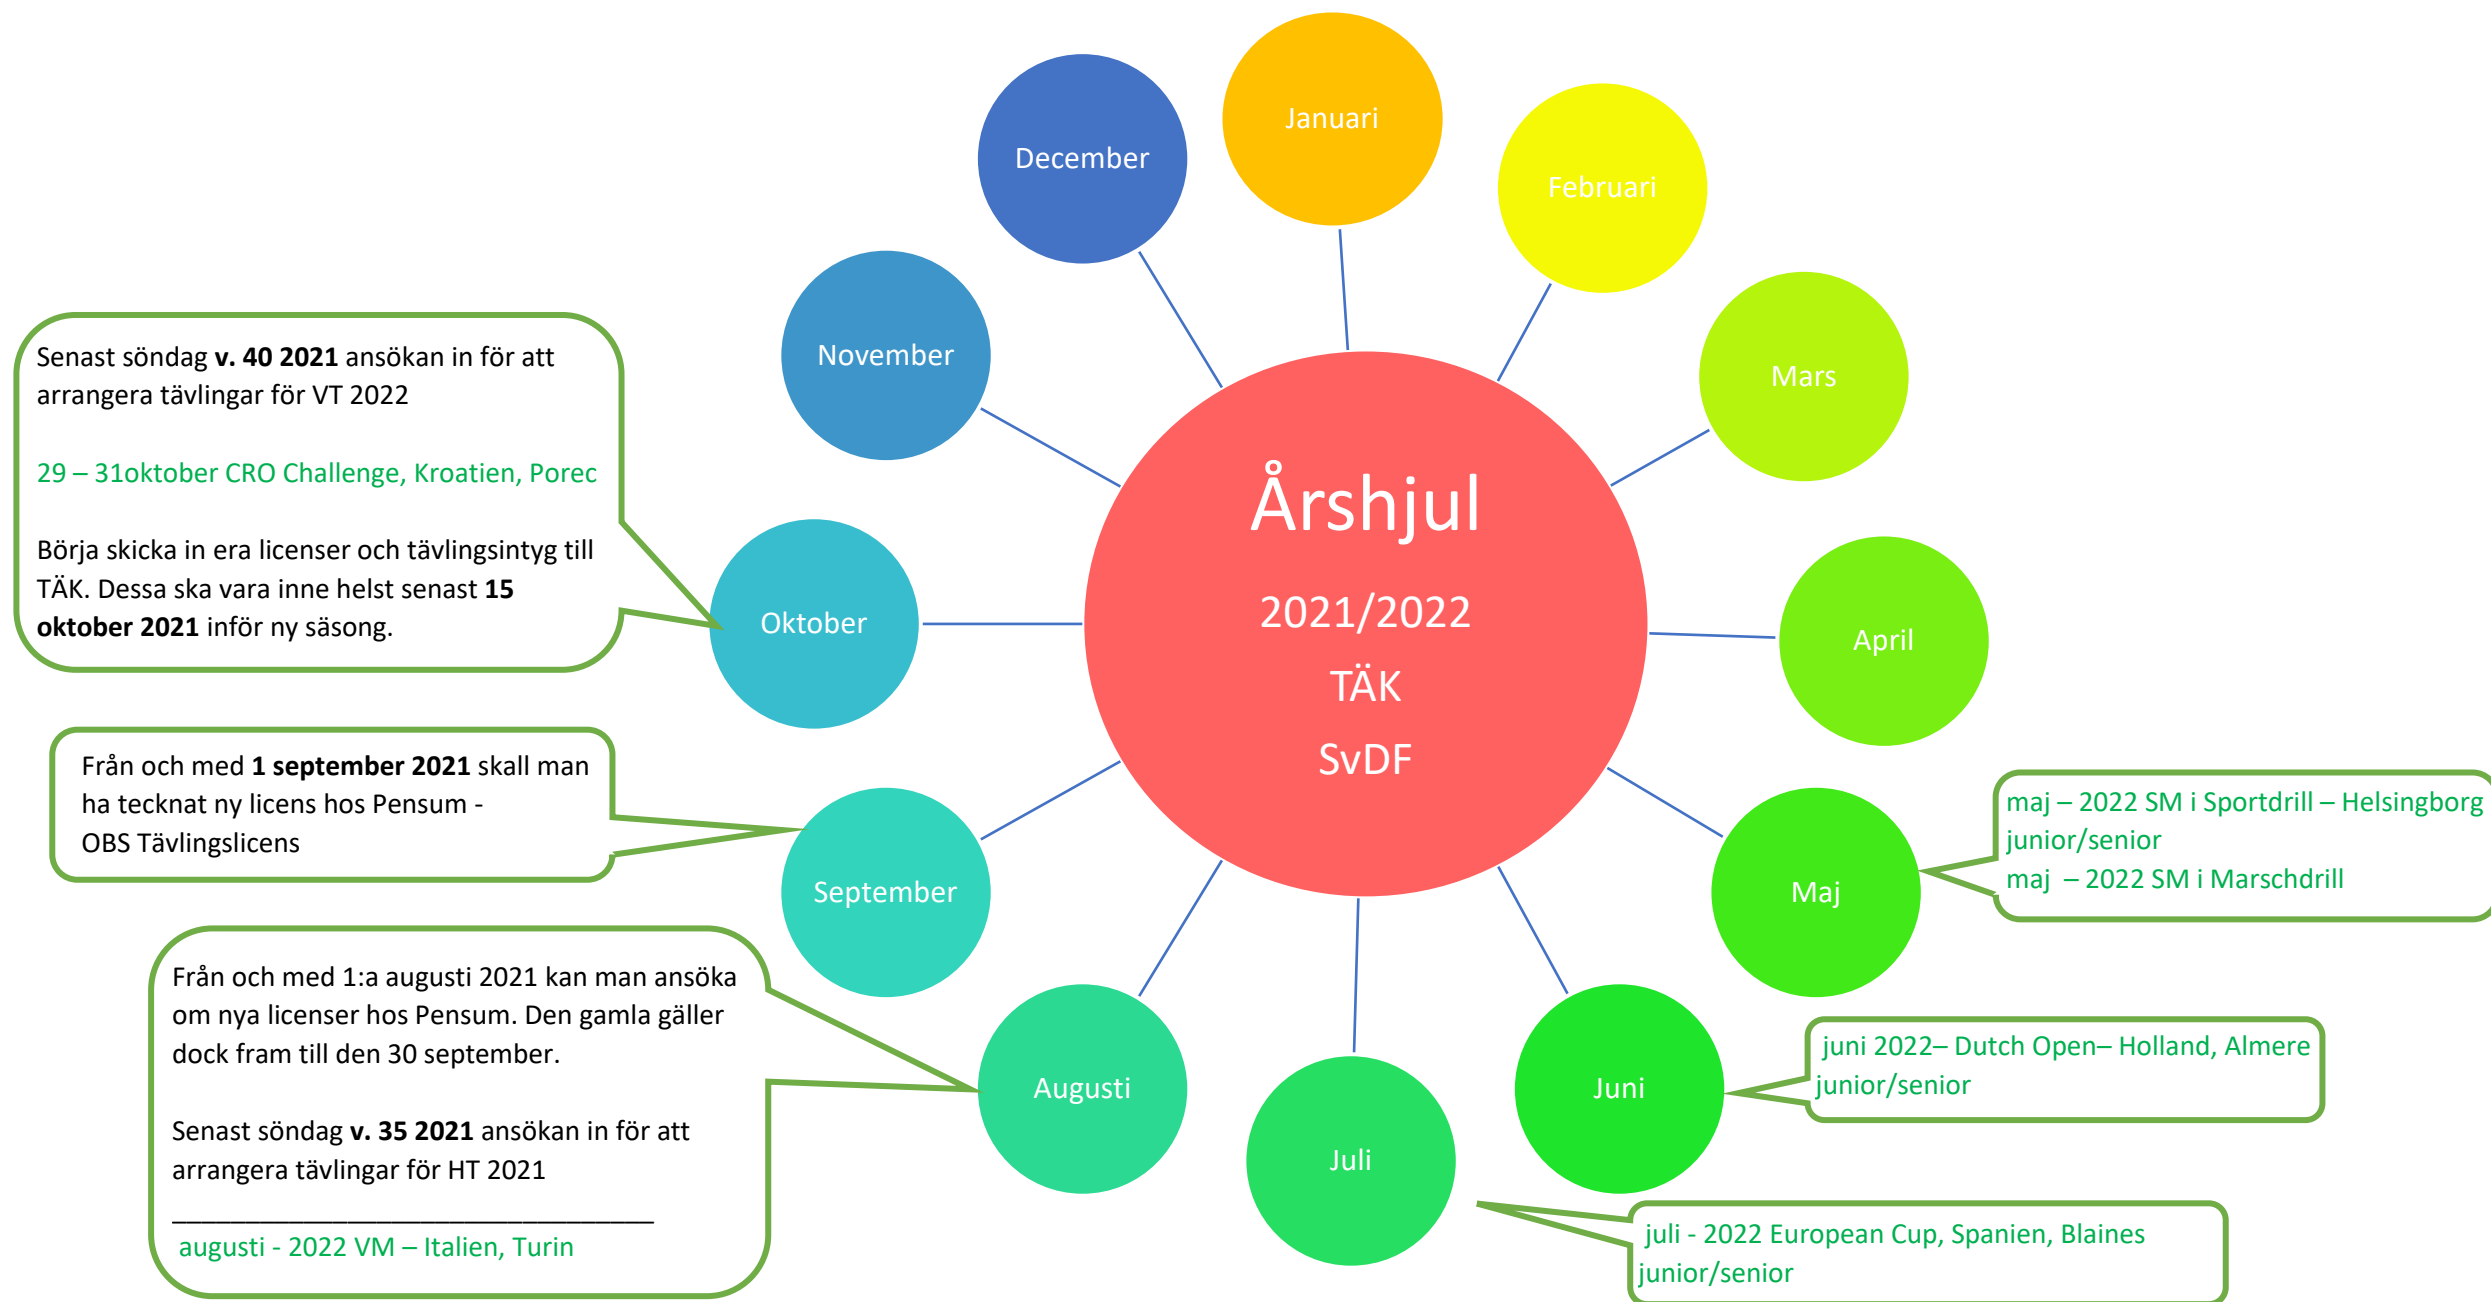 Årshjul
2021/2022
TÄK
SvDF
Januari
Februari
Mars
April
Maj
Juni
Juli
Augusti
September
Oktober
November
December
Senast söndag v. 40 2021 ansökan in för att
arrangera tävlingar för VT 2022
29 – 31oktober CRO Challenge, Kroatien, Porec
Börja skicka in era licenser och tävlingsintyg till
TÄK. Dessa ska vara inne helst senast 15
oktober 2021 inför ny säsong.
Från och med 1 september 2021 skall man
ha tecknat ny licens hos Pensum -
OBS Tävlingslicens
Från och med 1:a augusti 2021 kan man ansöka
om nya licenser hos Pensum. Den gamla gäller
dock fram till den 30 september.
Senast söndag v. 35 2021 ansökan in för att
arrangera tävlingar för HT 2021
augusti - 2022 VM – Italien, Turin
maj – 2022 SM i Sportdrill – Helsingborg
junior/senior
maj – 2022 SM i Marschdrill
juni 2022– Dutch Open– Holland, Almere
junior/senior
juli - 2022 European Cup, Spanien, Blaines
junior/senior